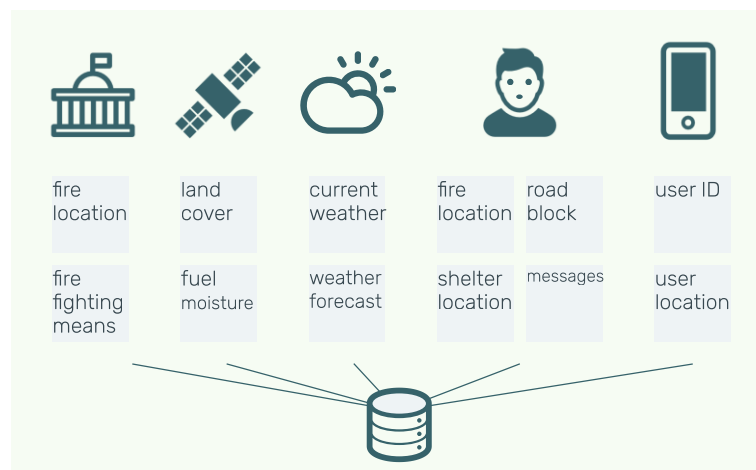 fire
location
land
cover
current
weather
fire
location
road
block
user ID
fire
fighting
means
fuel
moisture
weather
forecast
shelter
location
messages
user
location